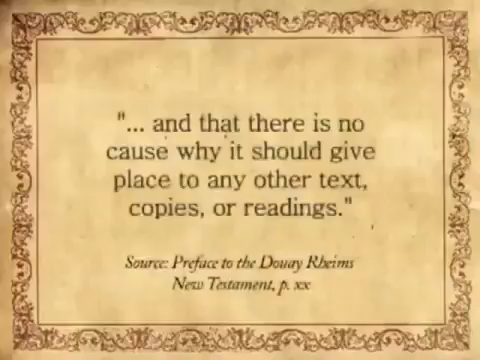 "... and that there is no
cause why it should give
place to any other text,
copies, or readings."
Source: Preface to the Douay Rheims
New Testament, p. xx